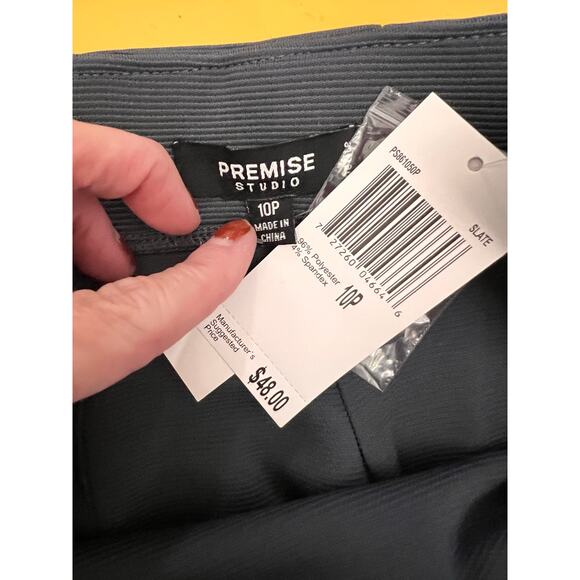 PREMISE
STUDIO
10P
MADE IN
CHINA
PS861050P
SLATE
7 27260 04664 6
96% Polyester
4% Spandex
10P
Manufacturer's
Suggested
Price
$48.00